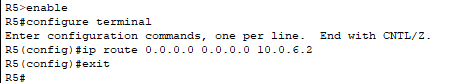 R5>enable
R5#configure terminal
Enter configuration commands, one per line.  End with CNTL/Z.
R5(config)#ip route 0.0.0.0 0.0.0.0 10.0.6.2
R5(config)#exit
R5#